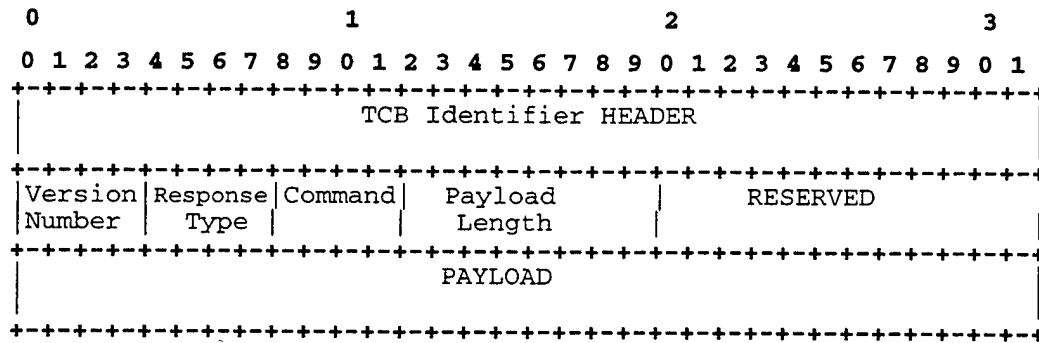 0 1 2 3
0 1 2 3 4 5 6 7 8 9 0 1 2 3 4 5 6 7 8 9 0 1 2 3 4 5 6 7 8 9 0 1
+-+-+-+-+-+-+-+-+-+-+-+-+-+-+-+-+-+-+-+-+-+-+-+-+-+-+-+-+-+-+-+-+
| TCB Identifier HEADER |
+-+-+-+-+-+-+-+-+-+-+-+-+-+-+-+-+-+-+-+-+-+-+-+-+-+-+-+-+-+-+-+-+
|Version|Response|Command| Payload | RESERVED |
|Number | Type | | Length | |
+-+-+-+-+-+-+-+-+-+-+-+-+-+-+-+-+-+-+-+-+-+-+-+-+-+-+-+-+-+-+-+-+
| PAYLOAD |
+-+-+-+-+-+-+-+-+-+-+-+-+-+-+-+-+-+-+-+-+-+-+-+-+-+-+-+-+-+-+-+-+